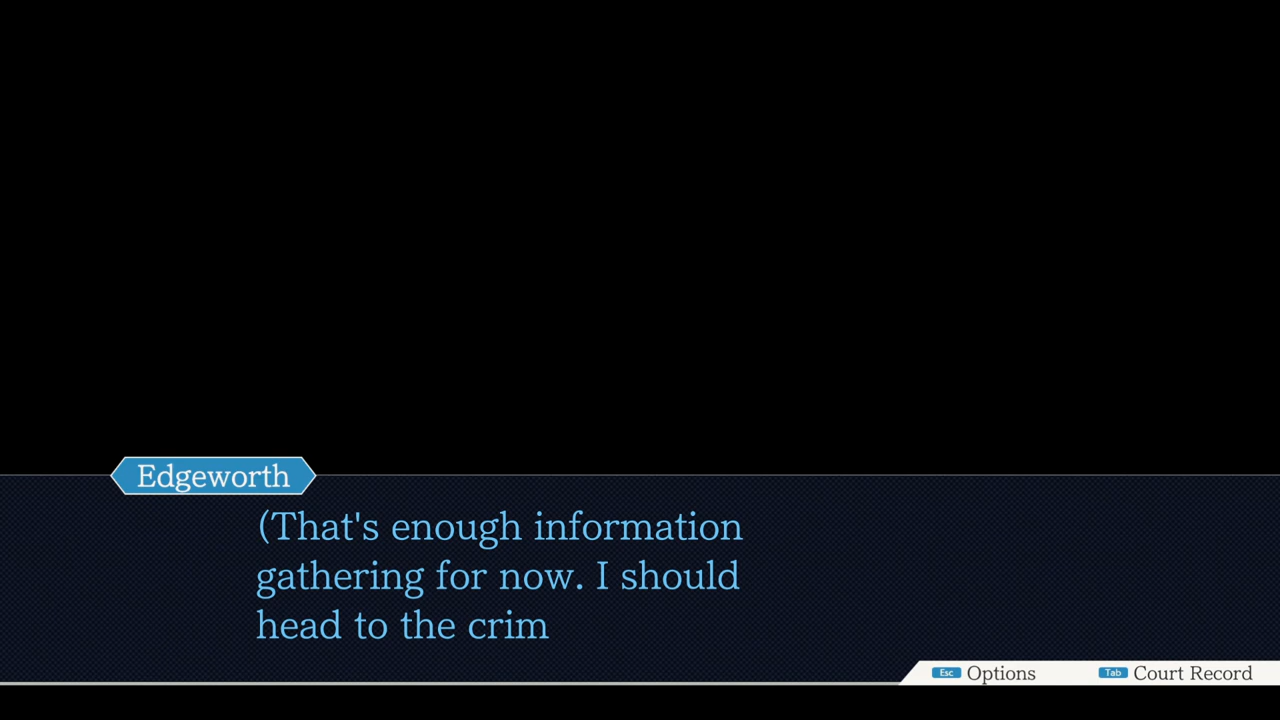 Edgeworth
(That's enough information
gathering for now. I should
head to the crim
Esc Options Tab Court Record